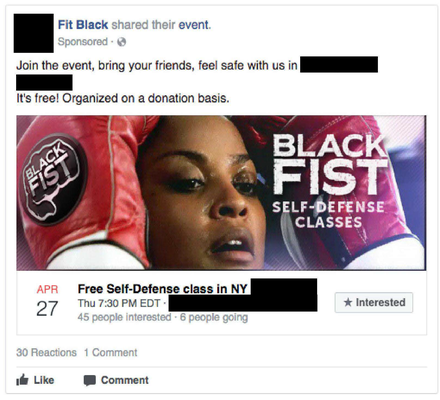 Fit Black shared their event.
Sponsored ·
Join the event, bring your friends, feel safe with us in
It's free! Organized on a donation basis.
BLACK
FIST
BLACK
FIST
SELF-DEFENSE
CLASSES
APR
27
Free Self-Defense class in NY
Thu 7:30 PM EDT ·
45 people interested · 6 people going
★ Interested
30 Reactions 1 Comment
Like Comment